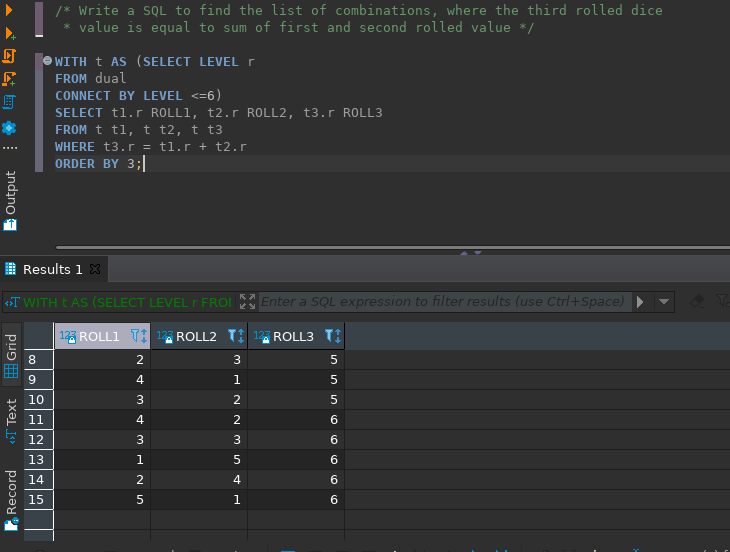 /* Write a SQL to find the list of combinations, where the third rolled dice
* value is equal to sum of first and second rolled value */
WITH t AS (SELECT LEVEL r
FROM dual
CONNECT BY LEVEL <=6)
SELECT t1.r ROLL1, t2.r ROLL2, t3.r ROLL3
FROM t t1, t t2, t t3
WHERE t3.r = t1.r + t2.r
ORDER BY 3;
Output
Results 1
WITH t AS (SELECT LEVEL r FROI
Enter a SQL expression to filter results (use Ctrl+Space)
Grid
Text
Record
123 ROLL1 123 ROLL2 123 ROLL3
8 2 3 5
9 4 1 5
10 3 2 5
11 4 2 6
12 3 3 6
13 1 5 6
14 2 4 6
15 5 1 6